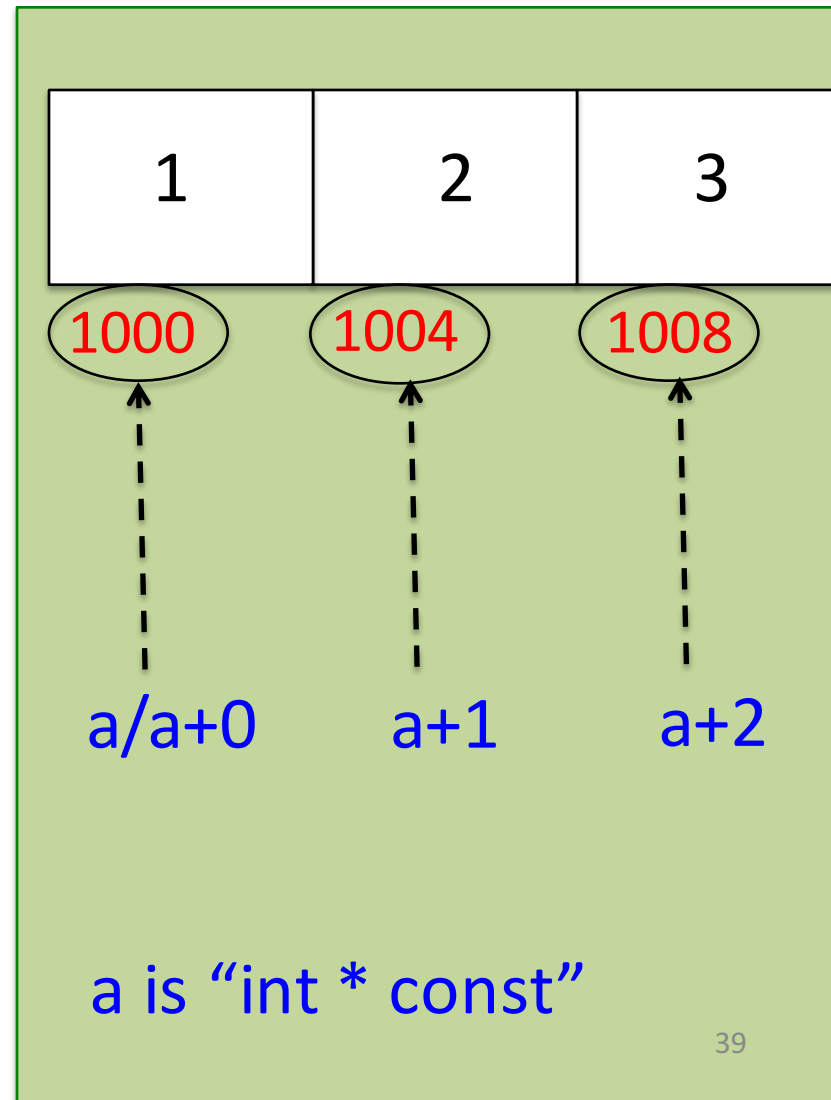 1 2 3
1000 1004 1008
a/a+0 a+1 a+2
a is “int * const”
39